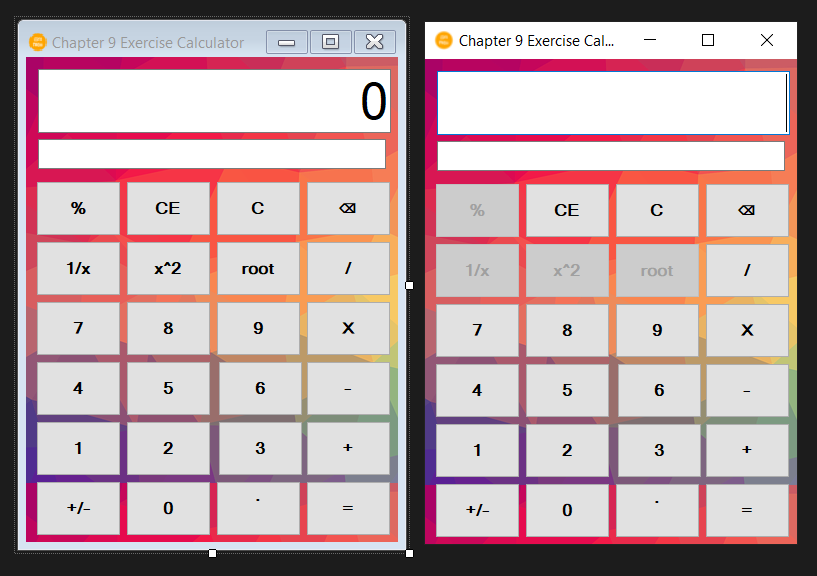 Chapter 9 Exercise Calculator
0
% CE C ⌫
1/x x^2 root /
7 8 9 X
4 5 6 -
1 2 3 +
+/- 0 . =
Chapter 9 Exercise Cal...
% CE C ⌫
1/x x^2 root /
7 8 9 X
4 5 6 -
1 2 3 +
+/- 0 . =